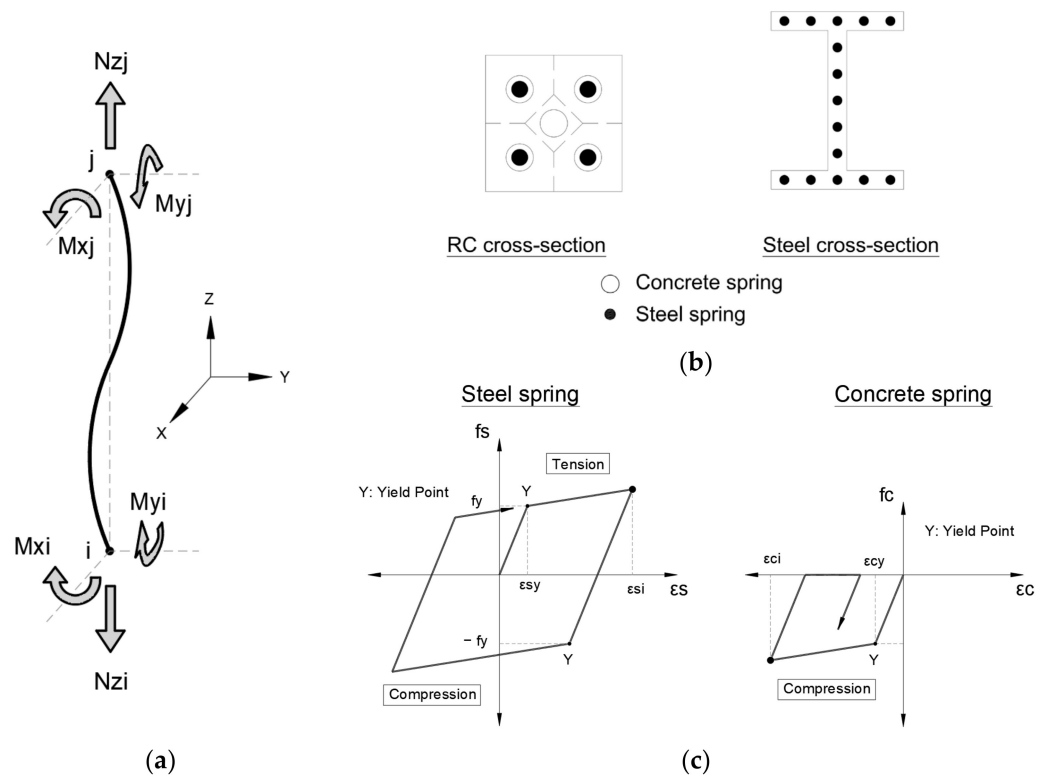 Nzj
j
Myj
Mxj
Z
Y
X
Myi
Mxi
i
Nzi
(a)
RC cross-section
Steel cross-section
Concrete spring
Steel spring
(b)
Steel spring
fs
Tension
Y: Yield Point
fy
Y
εsy
εsi
εs
– fy
Y
Compression
Concrete spring
fc
Y: Yield Point
εci
εcy
εc
Y
Compression
(c)